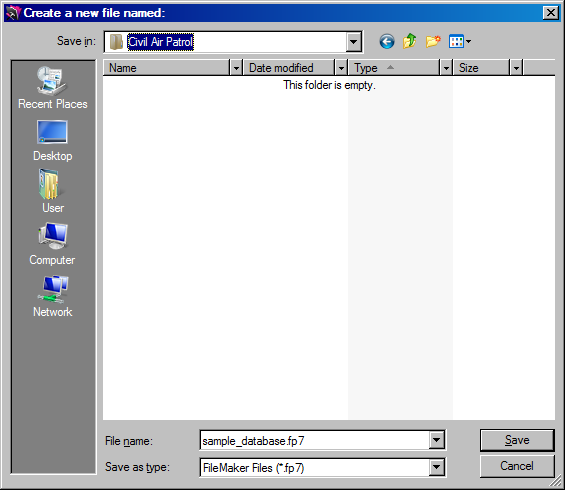 Create a new file named:
Save in: Civil Air Patrol
Name Date modified Type Size
This folder is empty.
Recent Places
Desktop
User
Computer
Network
File name: sample_database.fp7 Save
Save as type: FileMaker Files (*.fp7) Cancel